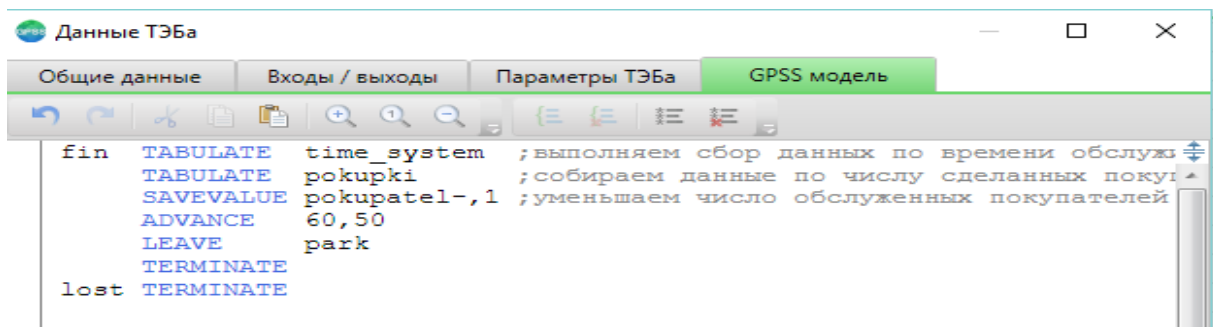 Данные ТЭБа
Общие данные Входы / выходы Параметры ТЭБа GPSS модель
fin TABULATE time_system ;выполняем сбор данных по времени
TABULATE pokupki ;собираем данные по числу сделанных
SAVEVALUE pokupatel-,1 ;уменьшаем число обслуженных покупателей
ADVANCE 60,50
LEAVE park
TERMINATE
lost TERMINATE